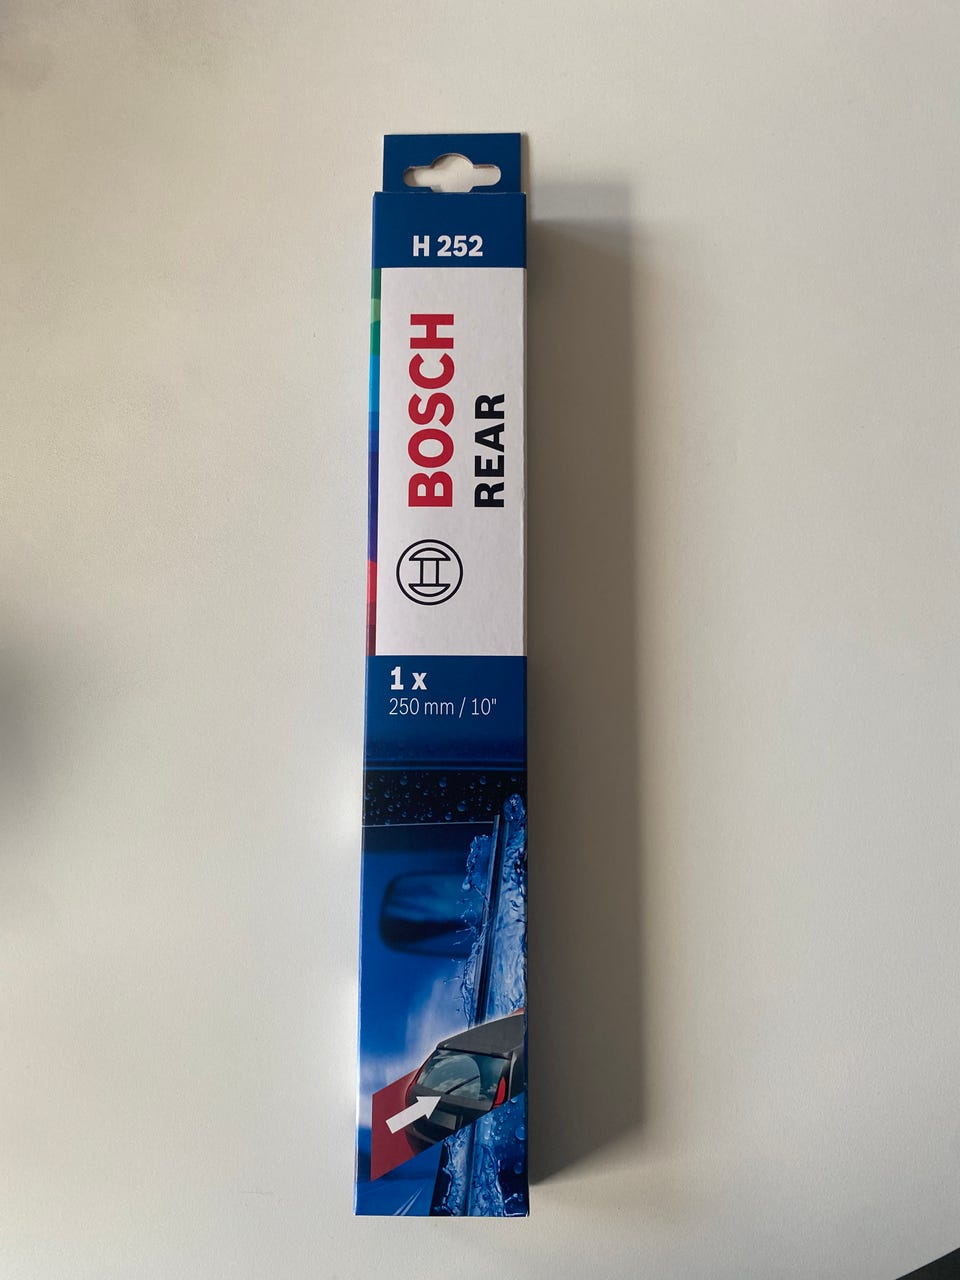 H 252
BOSCH
REAR
1 x
250 mm / 10"